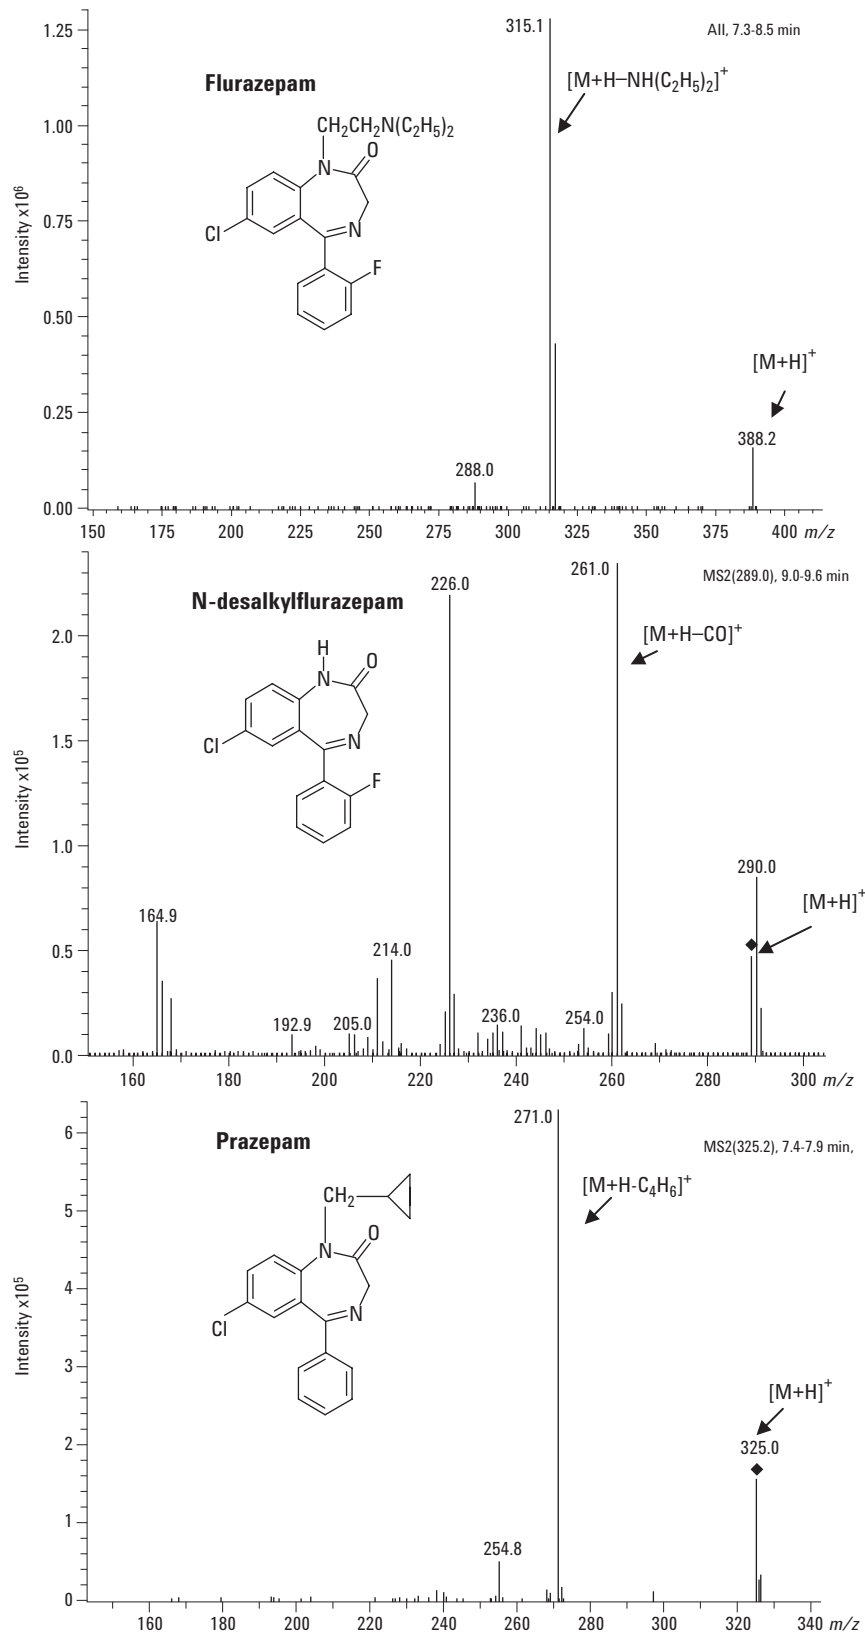 1.25
315.1
All, 7.3-8.5 min
Flurazepam
[M+H–NH(C₂H₅)₂]⁺
CH₂CH₂N(C₂H₅)₂
1.00
O
N
Intensity x10⁶
0.75
Cl
N
F
0.50
[M+H]⁺
0.25
388.2
288.0
0.00
150 175 200 225 250 275 300 325 350 375 400 m/z
226.0
261.0
MS2(289.0), 9.0-9.6 min
N-desalkylflurazepam
2.0
[M+H–CO]⁺
H
O
N
Cl
N
1.5
F
Intensity x10⁵
1.0
290.0
[M+H]⁺
164.9
214.0
0.5
192.9 205.0 236.0 254.0
0.0
160 180 200 220 240 260 280 300 m/z
271.0
Prazepam
6
MS2(325.2), 7.4-7.9 min,
CH₂
[M+H-C₄H₆]⁺
5
O
N
4
Cl
N
Intensity x10⁵
3
[M+H]⁺
2
325.0
1
254.8
0
160 180 200 220 240 260 280 300 320 340 m/z